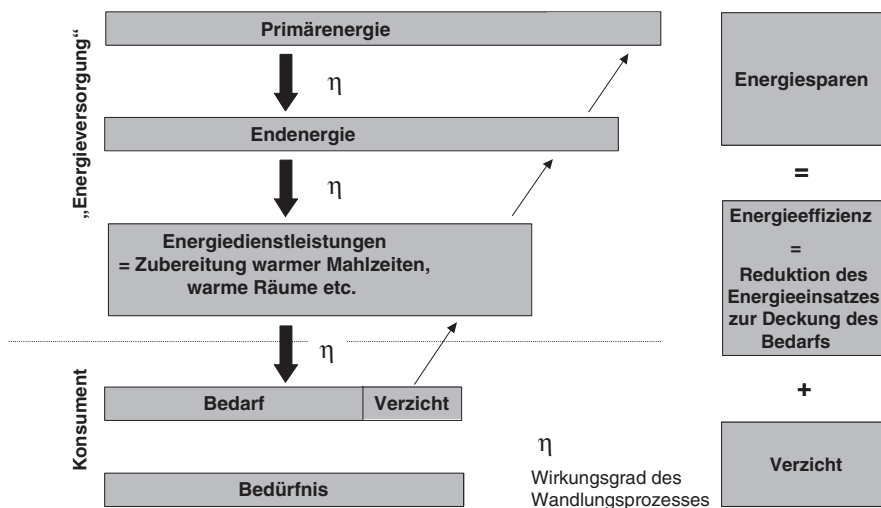 „Energieversorgung“
Primärenergie
η
Endenergie
η
Energiedienstleistungen
= Zubereitung warmer Mahlzeiten,
warme Räume etc.
η
Konsument
Bedarf
Verzicht
Bedürfnis
η
Wirkungsgrad des
Wandlungsprozesses
Energiesparen
=
Energieeffizienz
=
Reduktion des
Energieeinsatzes
zur Deckung des
Bedarfs
+
Verzicht